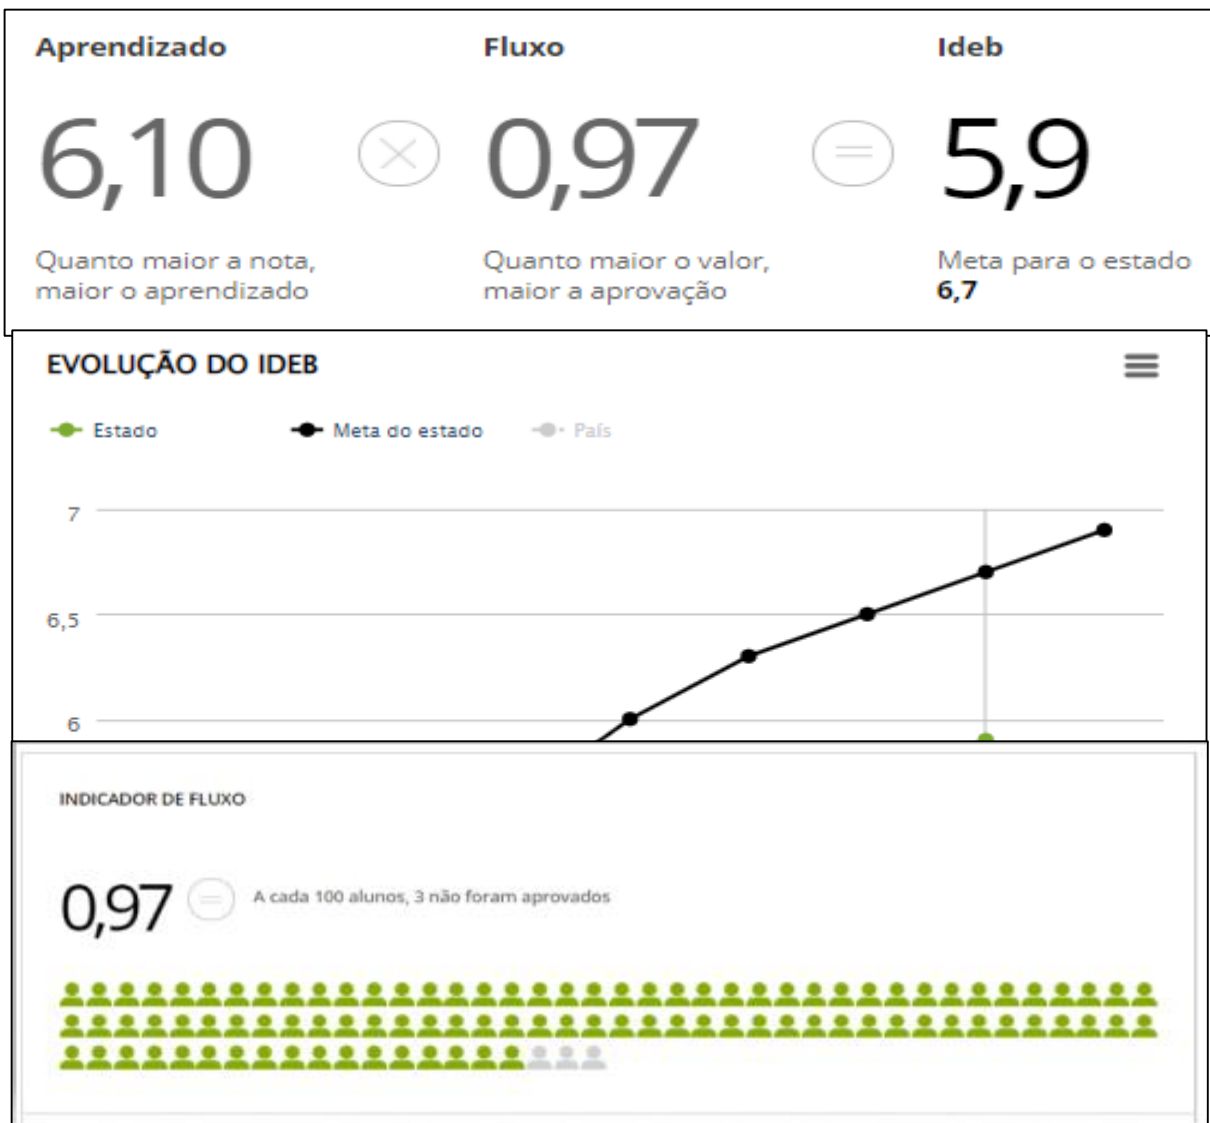 Aprendizado
Fluxo
Ideb
6,10
0,97
5,9
Quanto maior a nota,
maior o aprendizado
Quanto maior o valor,
maior a aprovação
Meta para o estado
6,7
EVOLUÇÃO DO IDEB
Estado
Meta do estado
País
7
6,5
6
INDICADOR DE FLUXO
0,97
A cada 100 alunos, 3 não foram aprovados